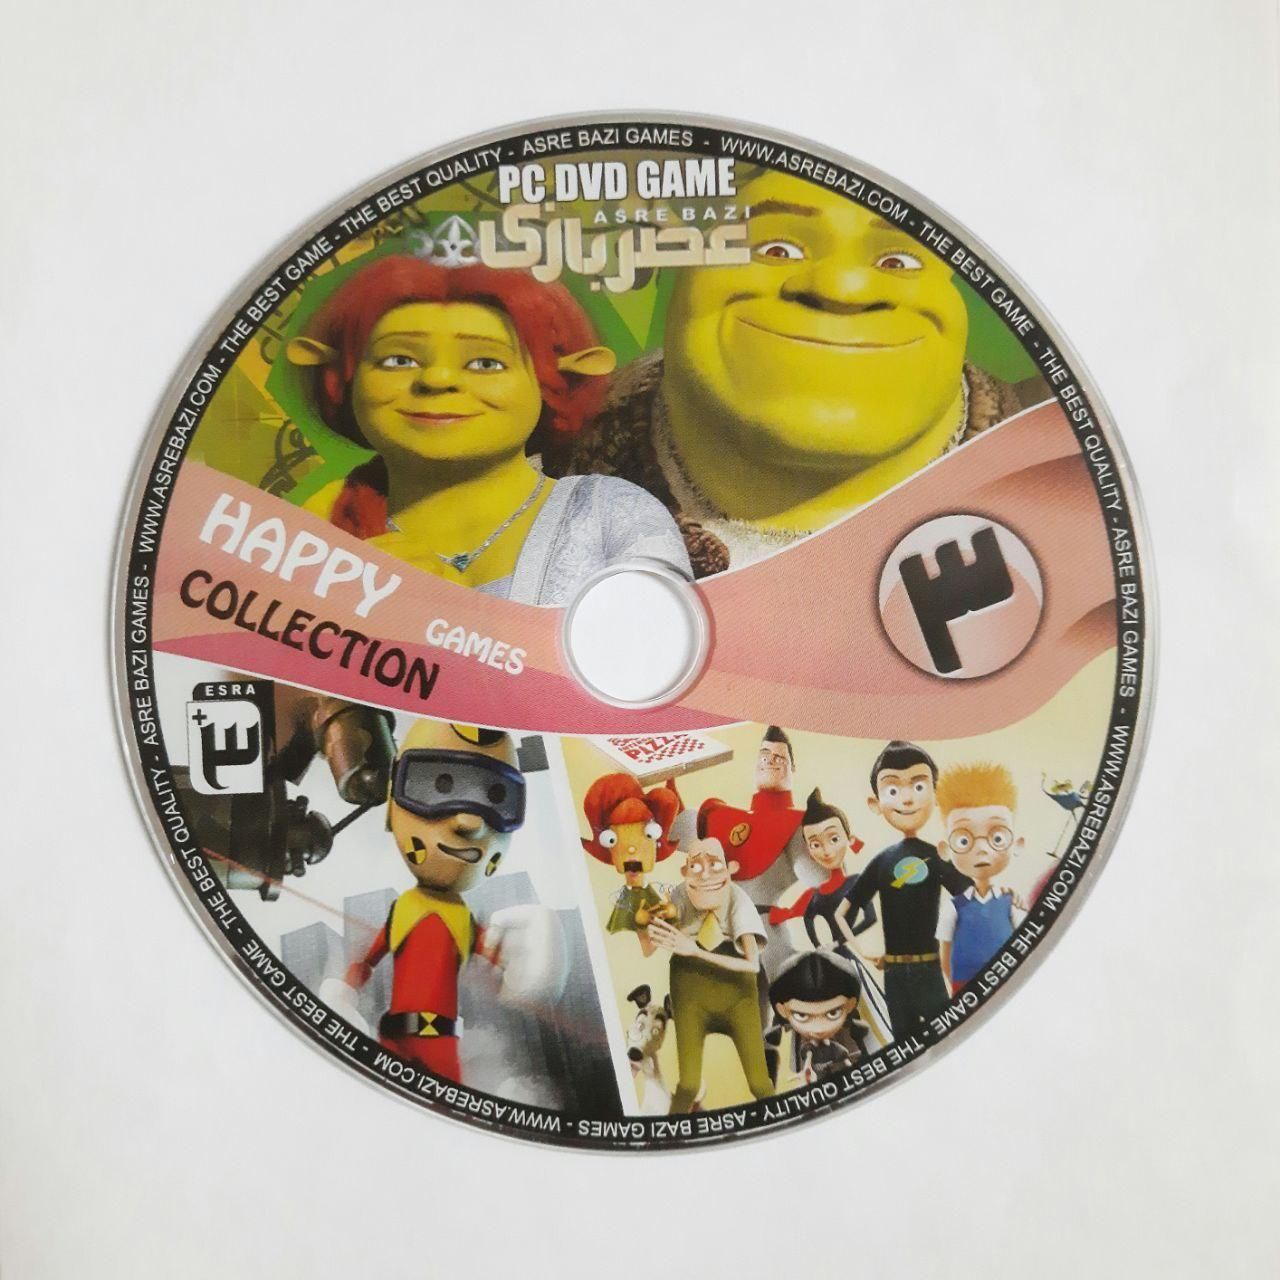 ASRE BAZI GAMES - WWW.ASREBAZI.COM - THE BEST GAME - THE BEST QUALITY - ASRE BAZI GAMES - WWW.ASREBAZI.COM - THE BEST GAME - THE BEST QUALITY - ASRE BAZI GAMES - WWW.ASREBAZI.COM - THE BEST GAME - THE BEST QUALITY - ASRE BAZI GAMES - WWW.ASREBAZI.COM - THE BEST GAME - THE BEST QUALITY -
PC DVD GAME
ASRE BAZI
عصر بازی
HAPPY
GAMES
COLLECTION
۳
ESRA
+۳
PIZZA